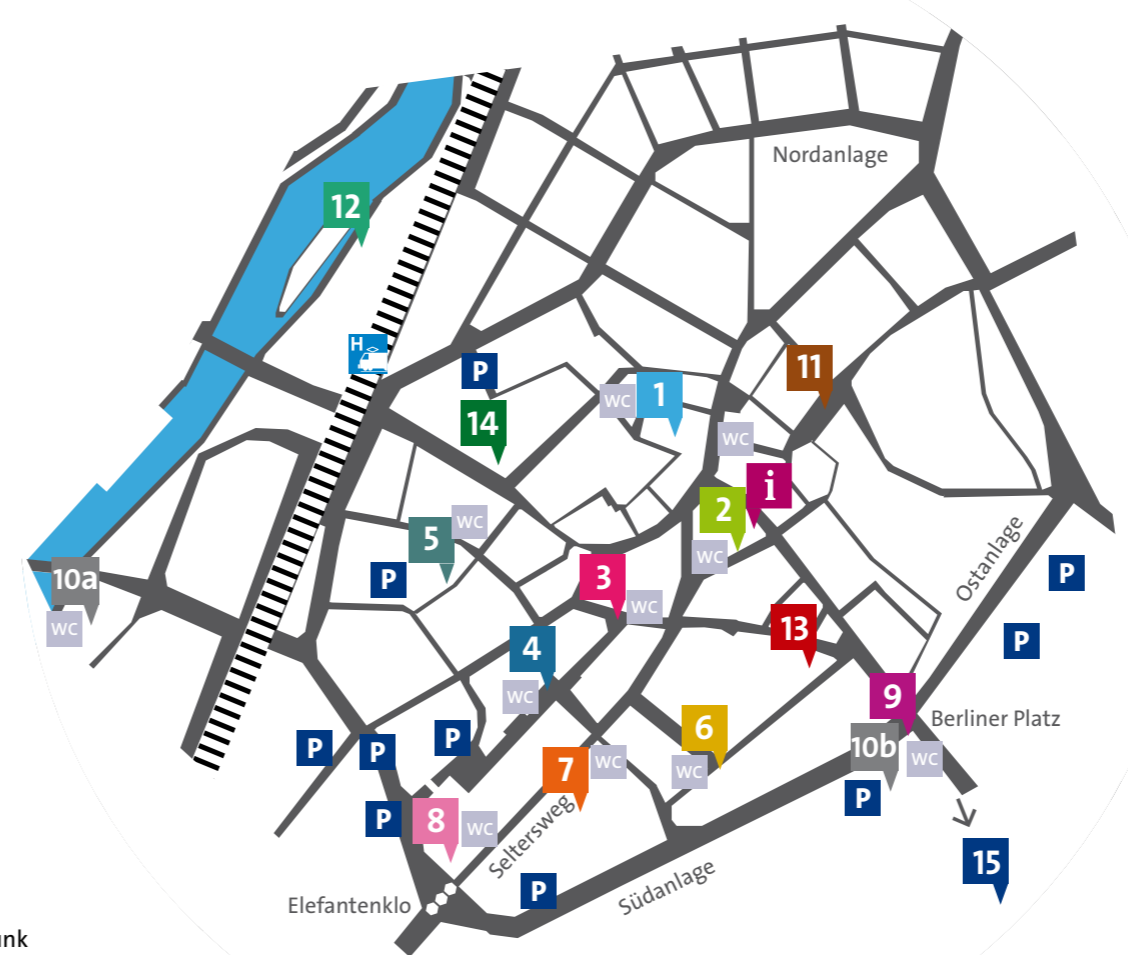 Nordanlage
12
H
P
11
1
WC
14
WC
i
2
5
WC
WC
P
3
10a
WC
WC
Ostanlage
P
13
P
4
WC
9
Berliner Platz
6
P
P
P
10b
WC
7
WC
WC
P
P
8
WC
Seltersweg
15
P
Südanlage
Elefantenklo
unk